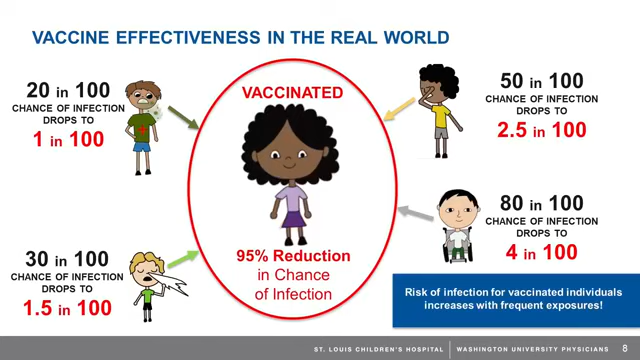 VACCINE EFFECTIVENESS IN THE REAL WORLD
20 in 100
CHANCE OF INFECTION
DROPS TO
1 in 100
30 in 100
CHANCE OF INFECTION
DROPS TO
1.5 in 100
VACCINATED
95% Reduction
in Chance
of Infection
50 in 100
CHANCE OF INFECTION
DROPS TO
2.5 in 100
80 in 100
CHANCE OF INFECTION
DROPS TO
4 in 100
Risk of infection for vaccinated individuals
increases with frequent exposures!
ST. LOUIS CHILDREN'S HOSPITAL | WASHINGTON UNIVERSITY PHYSICIANS 8